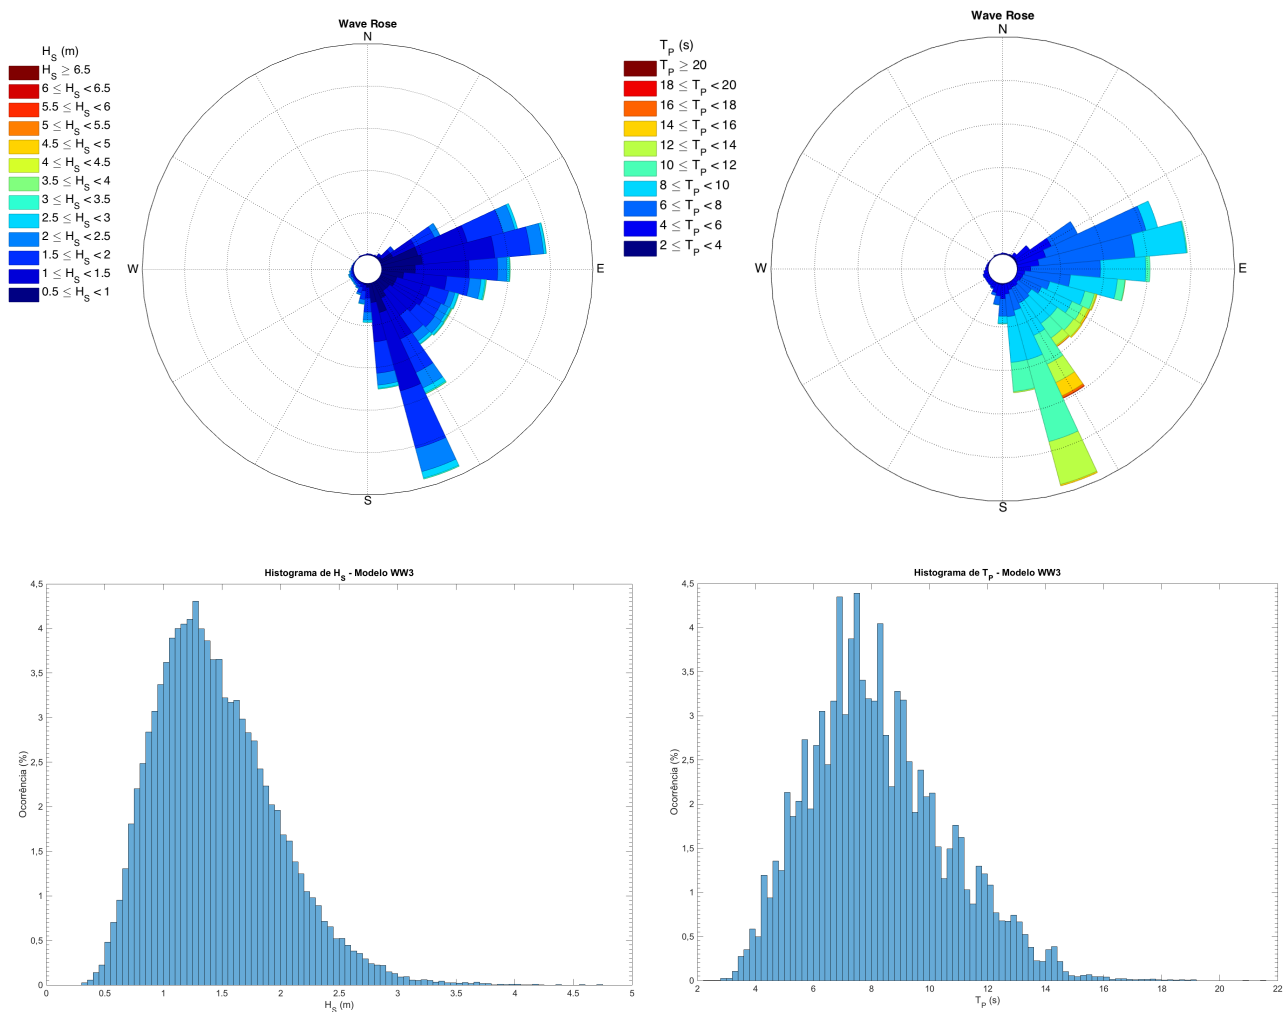 Wave Rose
N
H_S (m)
H_S ≥ 6.5
6 ≤ H_S < 6.5
5.5 ≤ H_S < 6
5 ≤ H_S < 5.5
4.5 ≤ H_S < 5
4 ≤ H_S < 4.5
3.5 ≤ H_S < 4
3 ≤ H_S < 3.5
2.5 ≤ H_S < 3
2 ≤ H_S < 2.5
1.5 ≤ H_S < 2
1 ≤ H_S < 1.5
0.5 ≤ H_S < 1
W
E
S
Wave Rose
N
T_P (s)
T_P ≥ 20
18 ≤ T_P < 20
16 ≤ T_P < 18
14 ≤ T_P < 16
12 ≤ T_P < 14
10 ≤ T_P < 12
8 ≤ T_P < 10
6 ≤ T_P < 8
4 ≤ T_P < 6
2 ≤ T_P < 4
W
E
S
Histograma de H_S - Modelo WW3
4,5
4
3,5
3
2,5
2
1,5
1
0,5
0
Ocorrência (%)
0 0.5 1 1.5 2 2.5 3 3.5 4 4.5 5
H_S (m)
Histograma de T_P - Modelo WW3
4,5
4
3,5
3
2,5
2
1,5
1
0,5
0
Ocorrência (%)
2 4 6 8 10 12 14 16 18 20 22
T_P (s)